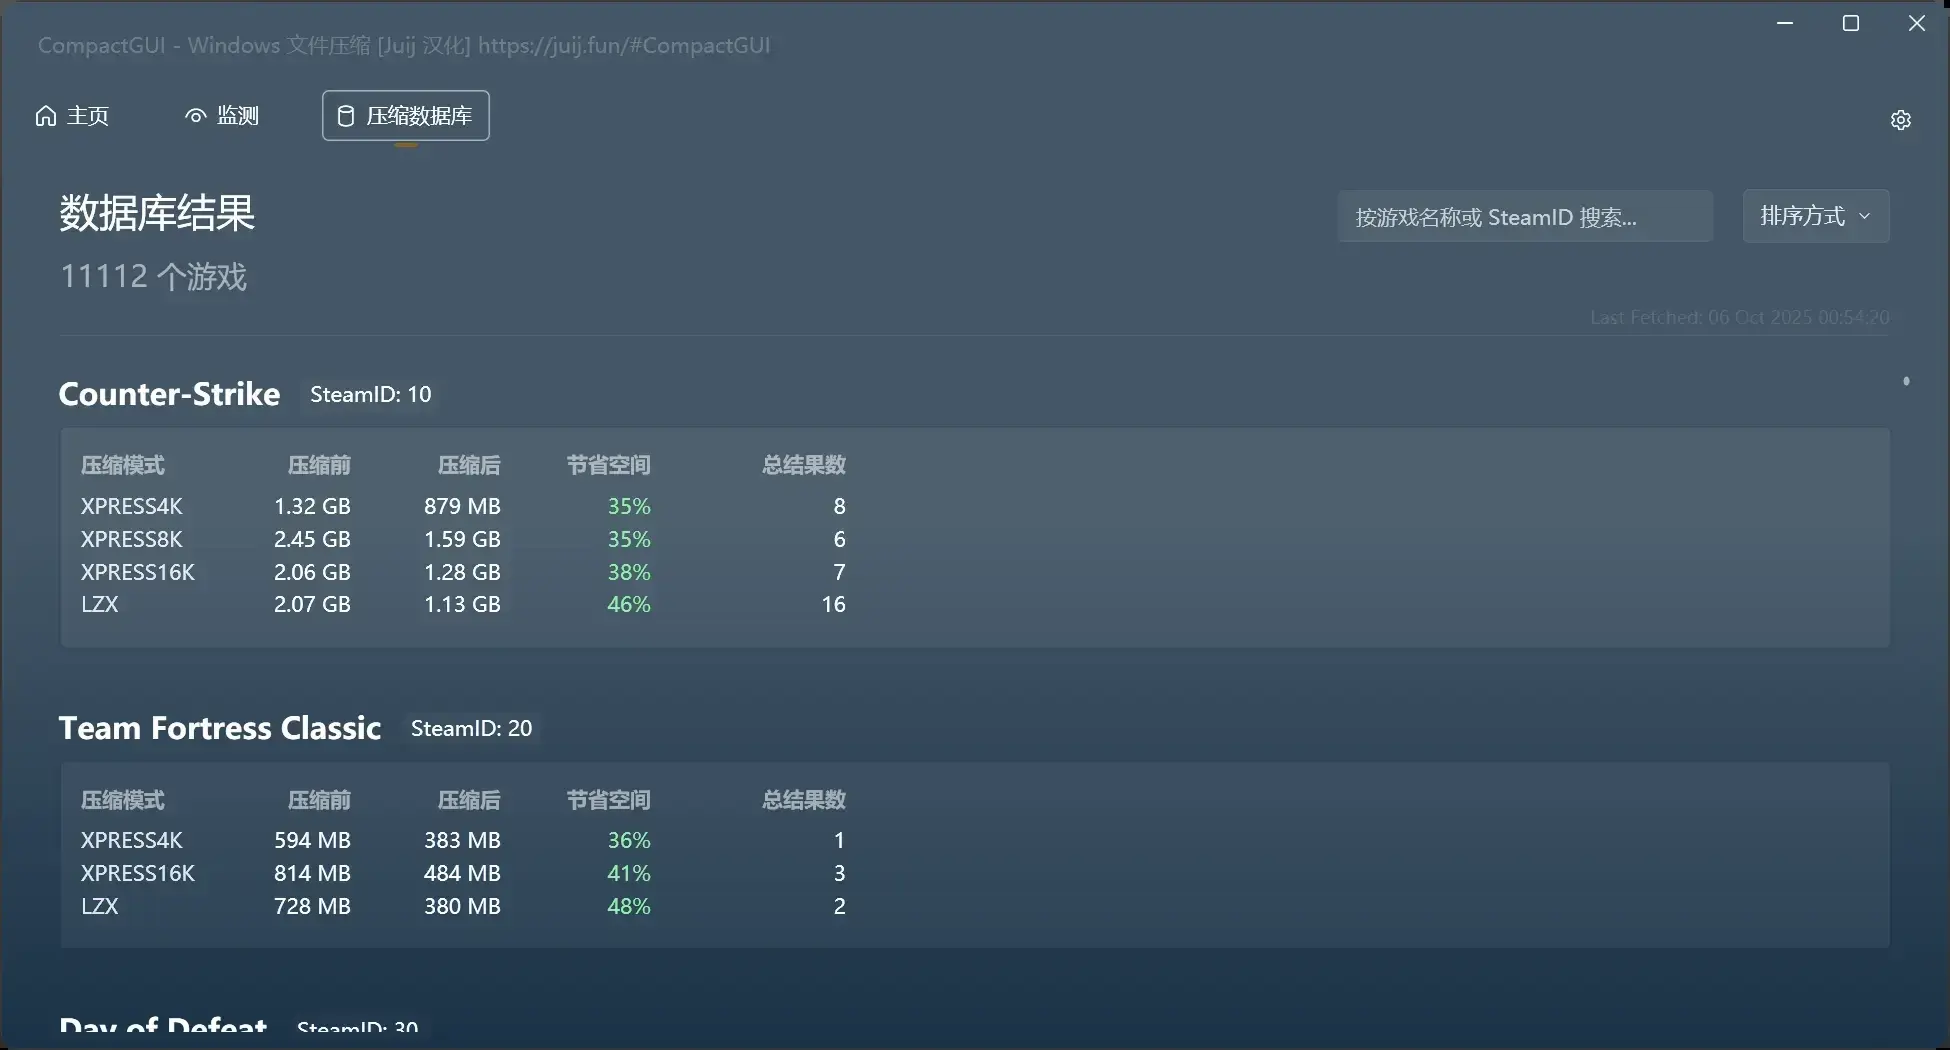 CompactGUI - Windows 文件压缩 [Juij 汉化] https://juij.fun/#CompactGUI
主页 监测 压缩数据库
数据库结果
按游戏名称或 SteamID 搜索... 排序方式
11112 个游戏
Last Fetched: 06 Oct 2025 00:54:20
Counter-Strike SteamID: 10
压缩模式 压缩前 压缩后 节省空间 总结果数
XPRESS4K 1.32 GB 879 MB 35% 8
XPRESS8K 2.45 GB 1.59 GB 35% 6
XPRESS16K 2.06 GB 1.28 GB 38% 7
LZX 2.07 GB 1.13 GB 46% 16
Team Fortress Classic SteamID: 20
压缩模式 压缩前 压缩后 节省空间 总结果数
XPRESS4K 594 MB 383 MB 36% 1
XPRESS16K 814 MB 484 MB 41% 3
LZX 728 MB 380 MB 48% 2
Day of Defeat SteamID: 30